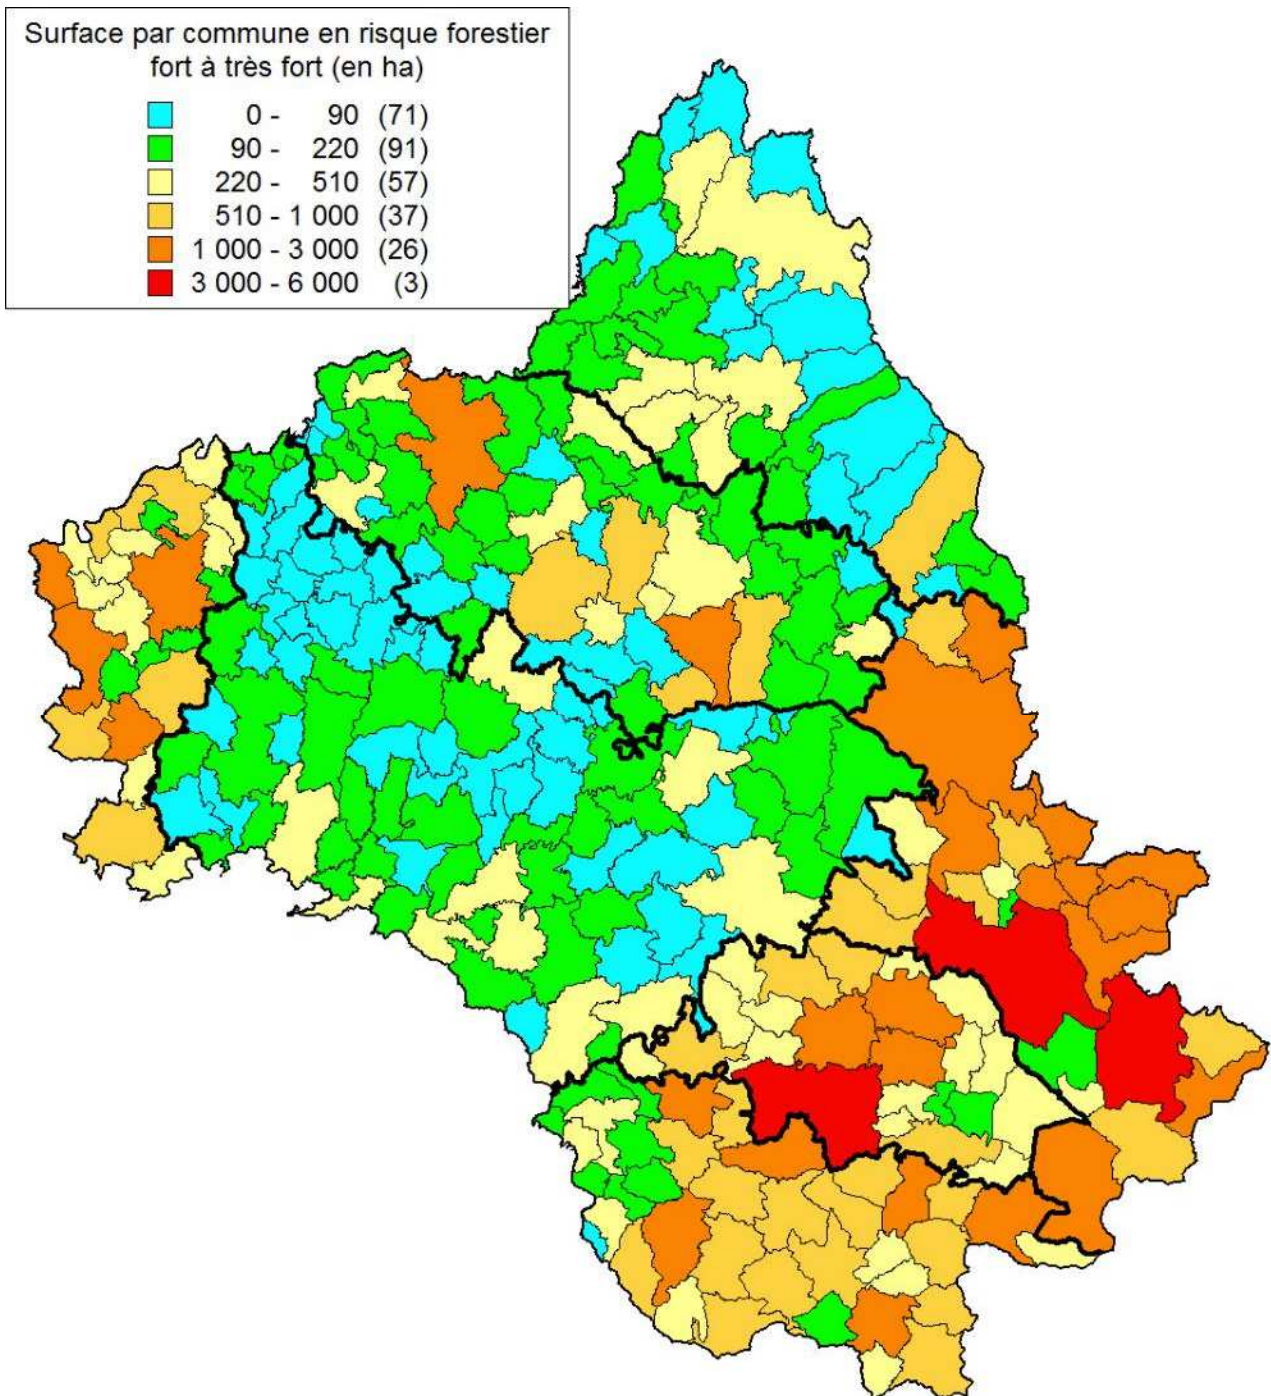 Surface par commune en risque forestier
fort à très fort (en ha)
0 - 90 (71)
90 - 220 (91)
220 - 510 (57)
510 - 1 000 (37)
1 000 - 3 000 (26)
3 000 - 6 000 (3)